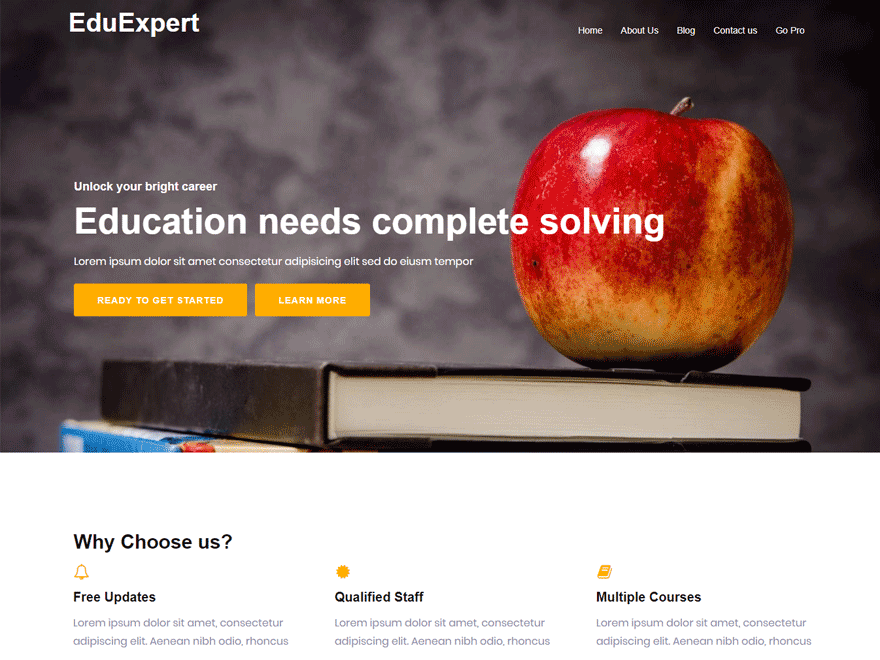 EduExpert
Home About Us Blog Contact us Go Pro
Unlock your bright career
Education needs complete solving
Lorem ipsum dolor sit amet consectetur adipisicing elit sed do eiusm tempor
READY TO GET STARTED LEARN MORE
Why Choose us?
Free Updates
Lorem ipsum dolor sit amet, consectetur
adipiscing elit. Aenean nibh odio, rhoncus
Qualified Staff
Lorem ipsum dolor sit amet, consectetur
adipiscing elit. Aenean nibh odio, rhoncus
Multiple Courses
Lorem ipsum dolor sit amet, consectetur
adipiscing elit. Aenean nibh odio, rhoncus